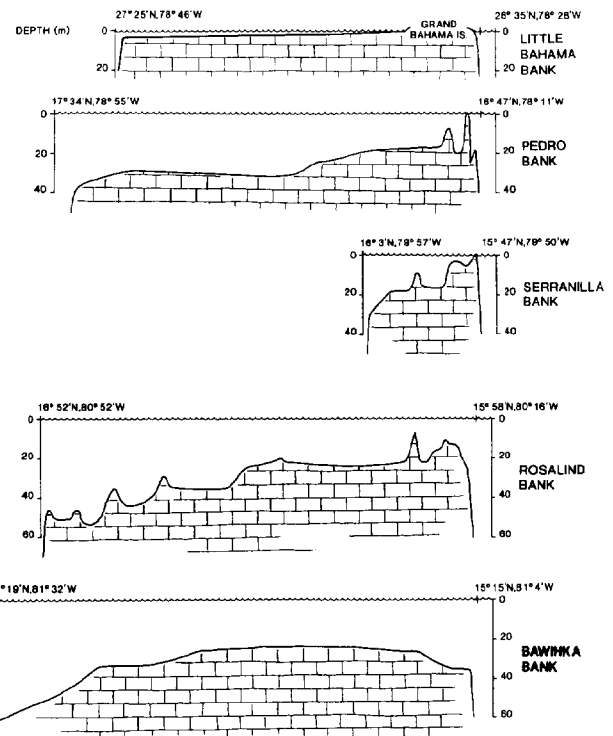 27° 25'N,78° 46'W
26° 35'N,78° 28'W
DEPTH (m)
0
20
GRAND
BAHAMA IS.
0
20
LITTLE
BAHAMA
BANK
17° 34'N,78° 55'W
16° 47'N,78° 11'W
0
20
40
0
20
40
PEDRO
BANK
16° 3'N,79° 57'W
15° 47'N,79° 50'W
0
20
40
0
20
40
SERRANILLA
BANK
16° 52'N,80° 52'W
15° 58'N,80° 16'W
0
20
40
60
0
20
40
60
ROSALIND
BANK
°19'N,81° 32'W
15° 15'N,81° 4'W
0
20
40
60
BAWIHKA
BANK